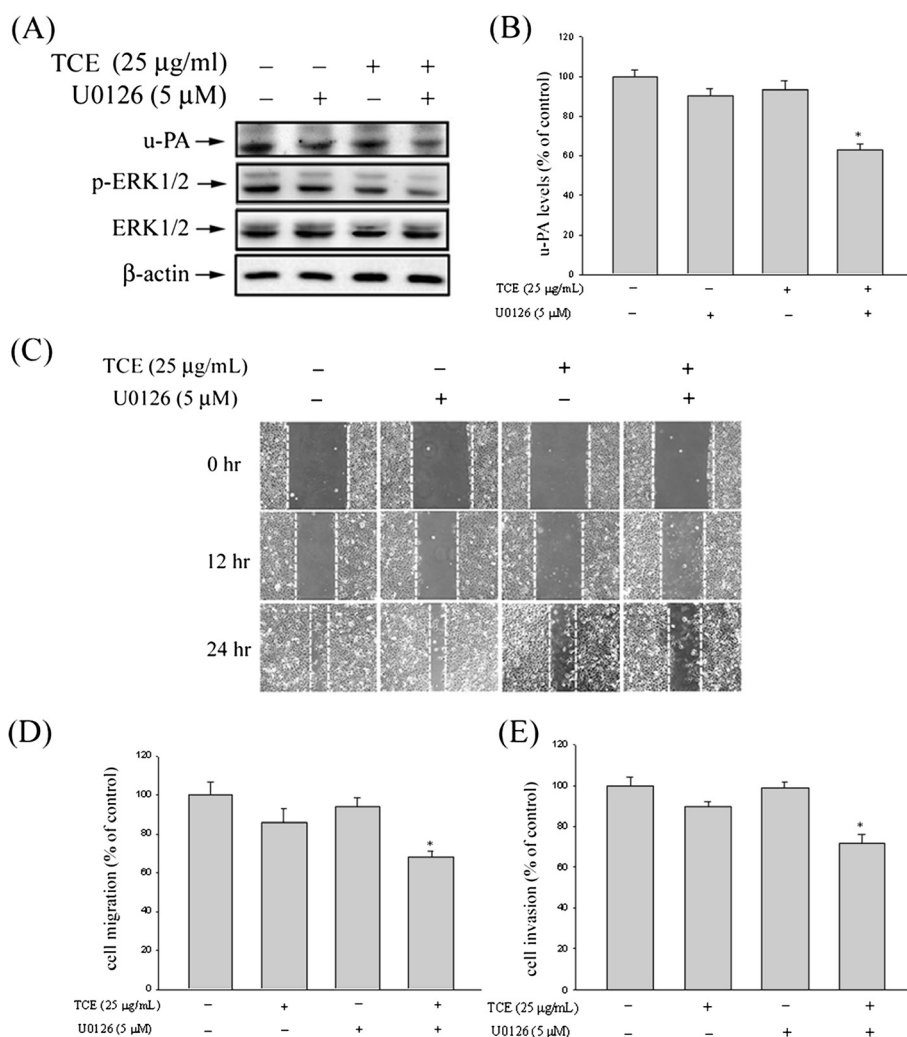 (A)
TCE (25 μg/ml) – – + +
U0126 (5 μM) – + – +
u-PA
p-ERK1/2
ERK1/2
β-actin
(B)
u-PA levels (% of control)
120
100
80
60
40
20
0
TCE (25 μg/mL) – – + +
U0126 (5 μM) – + – +
*
(C)
TCE (25 μg/mL) – – + +
U0126 (5 μM) – + – +
0 hr
12 hr
24 hr
(D)
cell migration (% of control)
120
100
80
60
40
20
0
*
TCE (25 μg/mL) – + – +
U0126 (5 μM) – – + +
(E)
cell invasion (% of control)
120
100
80
60
40
20
0
*
TCE (25 μg/mL) – + – +
U0126 (5 μM) – – + +